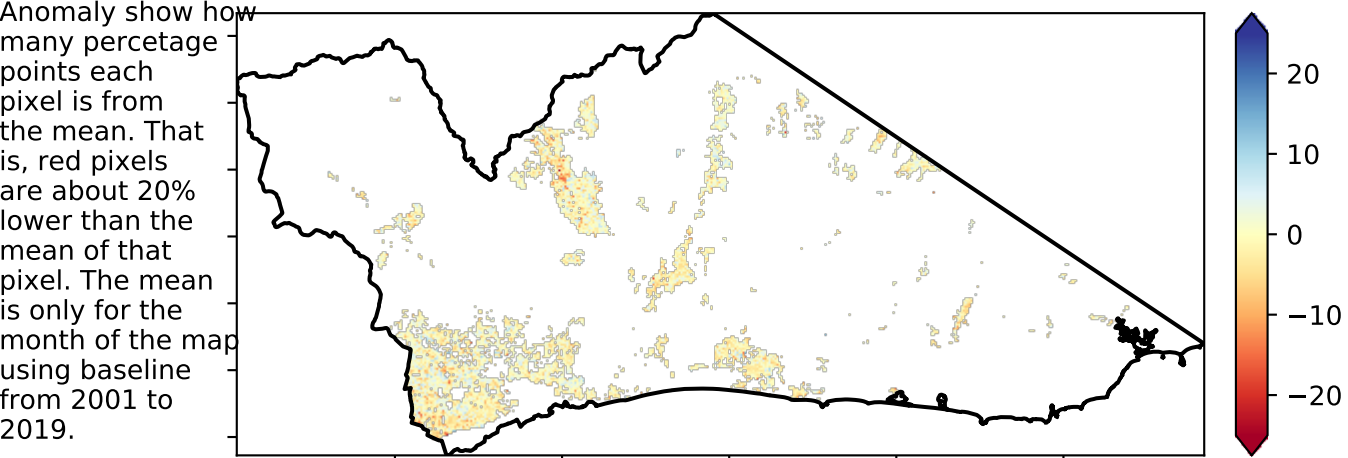 Anomaly show how
many percetage
points each
pixel is from
the mean. That
is, red pixels
are about 20%
lower than the
mean of that
pixel. The mean
is only for the
month of the map
using baseline
from 2001 to
2019.
20
10
0
−10
−20